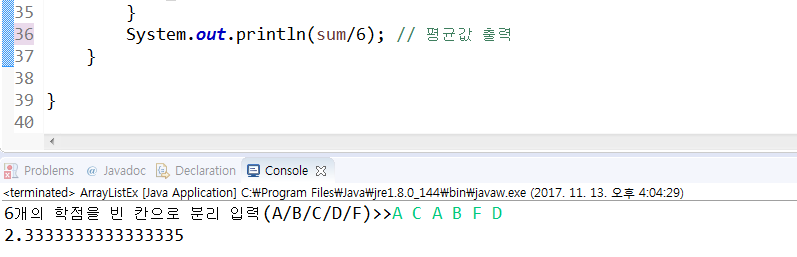 35 }
36 System.out.println(sum/6); // 평균값 출력
37 }
38
39 }
40
Problems @ Javadoc Declaration Console
<terminated> ArrayListEx [Java Application] C:₩Program Files₩Java₩jre1.8.0_144₩bin₩javaw.exe (2017. 11. 13. 오후 4:04:29)
6개의 학점을 빈 칸으로 분리 입력(A/B/C/D/F)>>A C A B F D
2.3333333333333335